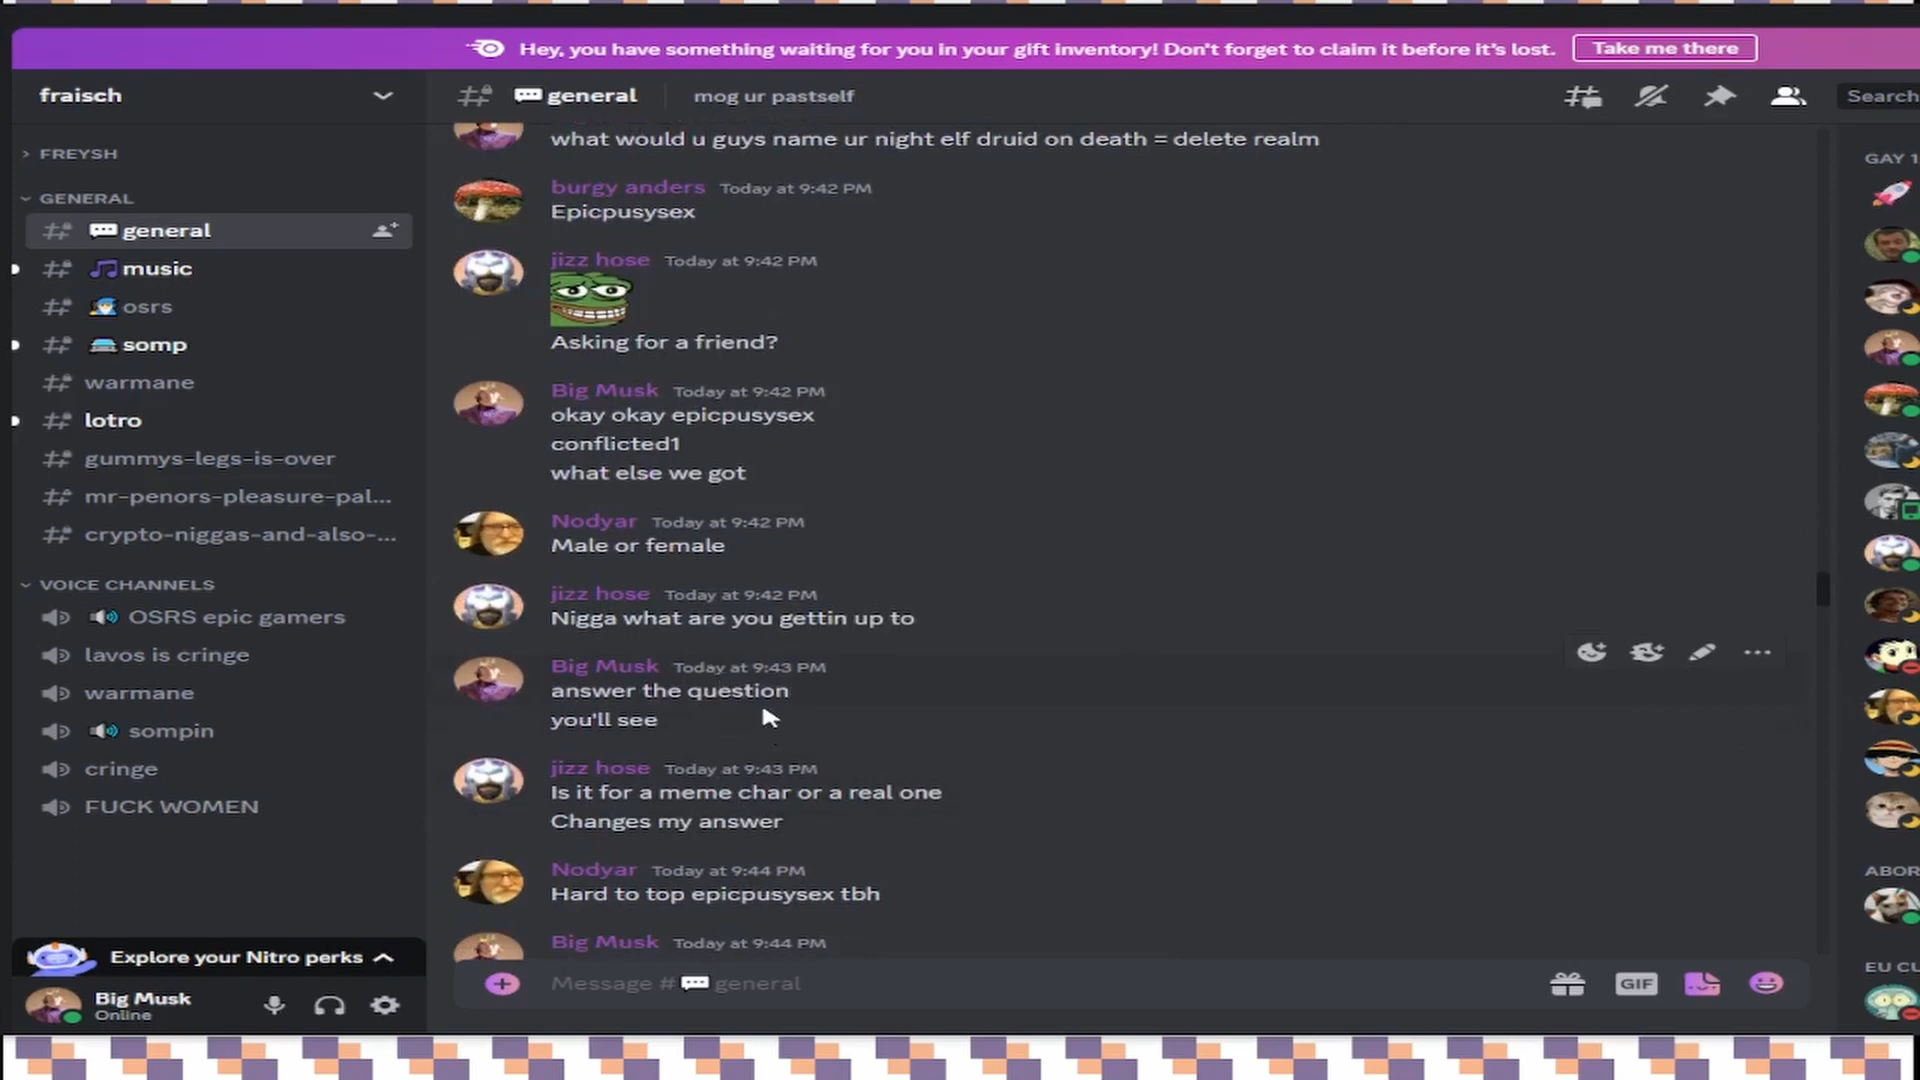 Hey, you have something waiting for you in your gift inventory! Don't forget to claim it before it's lost.
Take me there
fraisch
general
mog ur pastself
Search
FREYSH
GENERAL
general
music
osrs
somp
warmane
lotro
gummys-legs-is-over
mr-penors-pleasure-pal...
crypto-niggas-and-also-...
VOICE CHANNELS
OSRS epic gamers
lavos is cringe
warmane
sompin
cringe
FUCK WOMEN
Explore your Nitro perks
Big Musk
Online
what would u guys name ur night elf druid on death = delete realm
burgy anders Today at 9:42 PM
Epicpusysex
jizz hose Today at 9:42 PM
Asking for a friend?
Big Musk Today at 9:42 PM
okay okay epicpusysex
conflicted1
what else we got
Nodyar Today at 9:42 PM
Male or female
jizz hose Today at 9:42 PM
Nigga what are you gettin up to
Big Musk Today at 9:43 PM
answer the question
you'll see
jizz hose Today at 9:43 PM
Is it for a meme char or a real one
Changes my answer
Nodyar Today at 9:44 PM
Hard to top epicpusysex tbh
Big Musk Today at 9:44 PM
Message # general
GIF
GAY 1
ABOR
EU CU